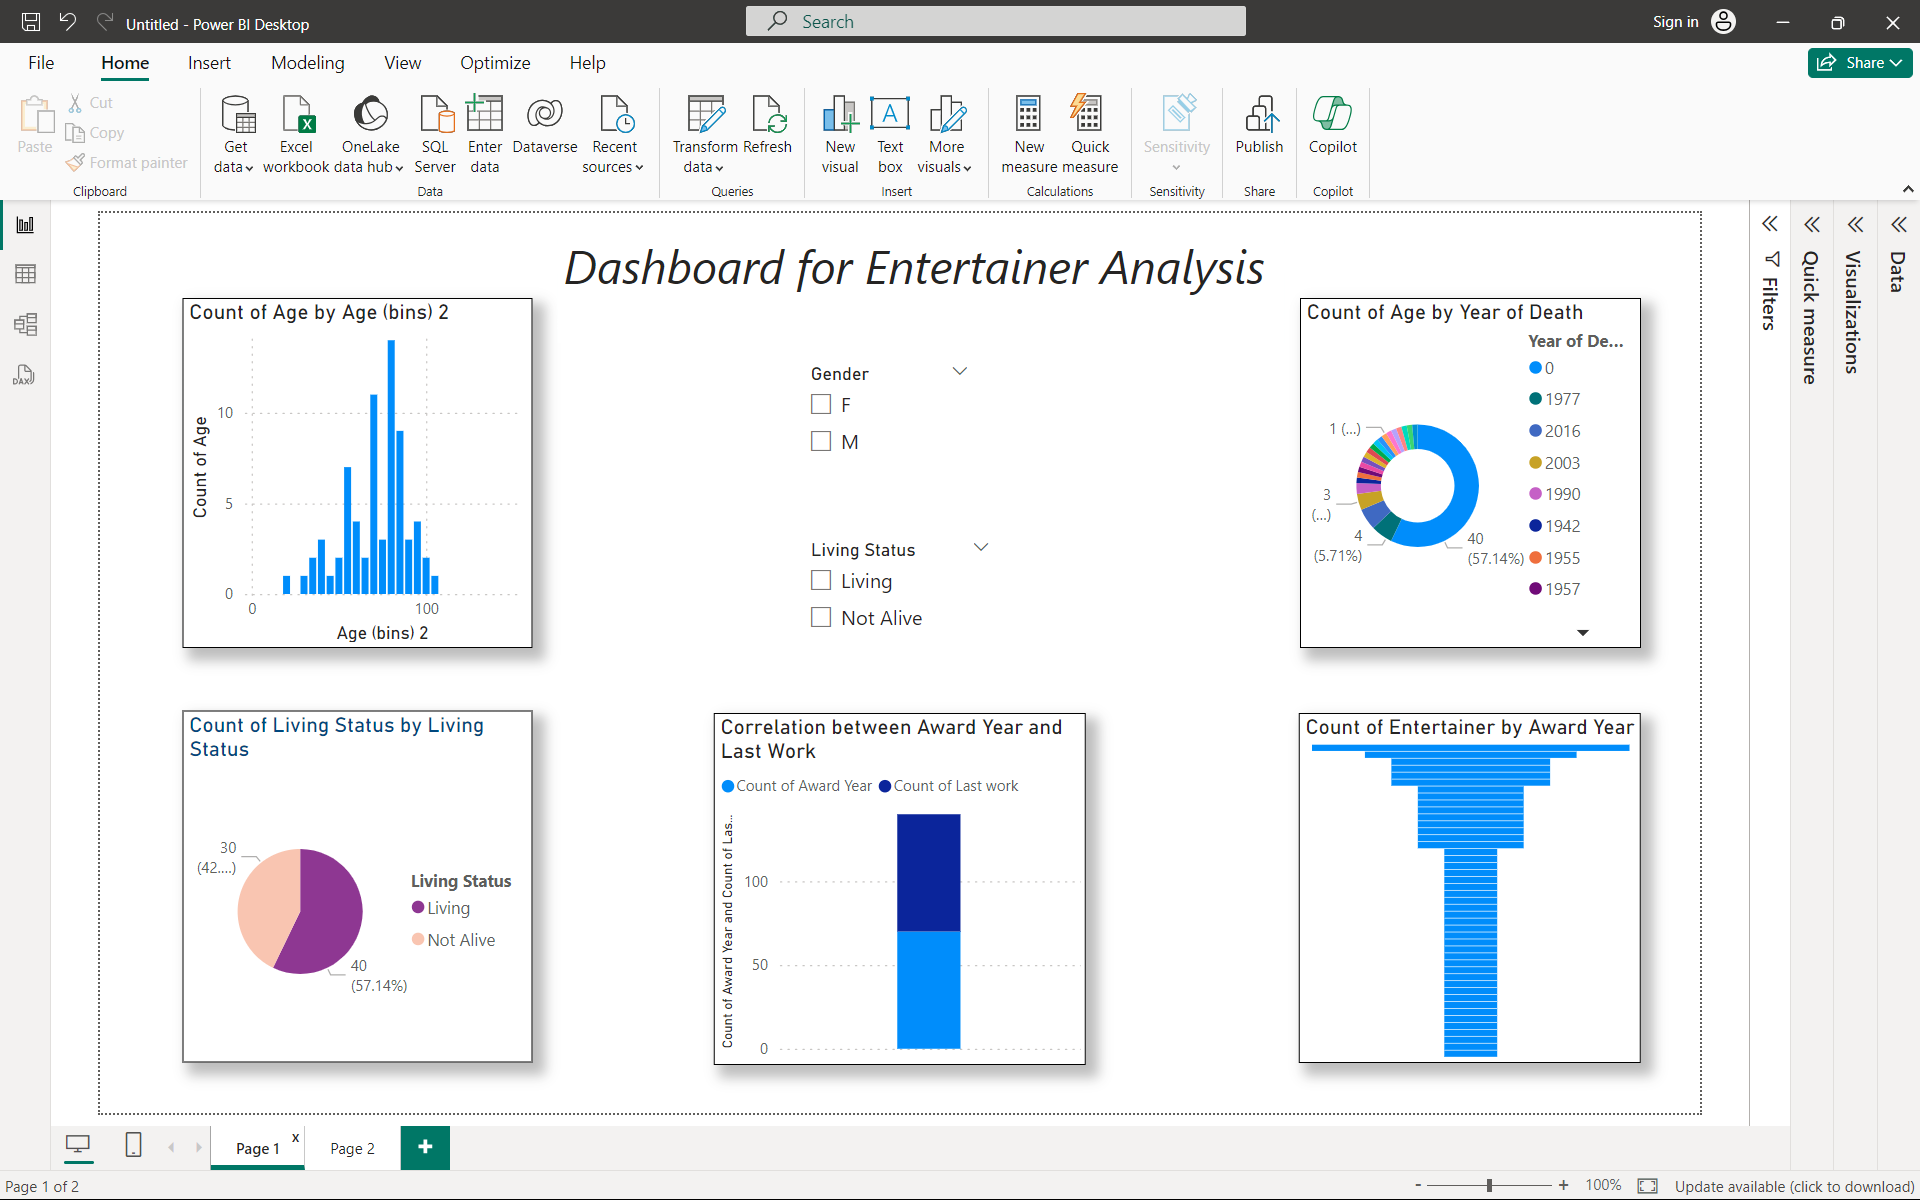 Untitled - Power BI Desktop
Search
Sign in
File Home Insert Modeling View Optimize Help
Share
Paste
Cut
Copy
Format painter
Clipboard
Get data
Excel workbook
OneLake data hub
SQL Server
Enter data
Dataverse
Recent sources
Data
Transform data
Refresh
Queries
New visual
Text box
More visuals
Insert
New measure
Quick measure
Calculations
Sensitivity
Sensitivity
Publish
Share
Copilot
Copilot
DAX
Dashboard for Entertainer Analysis
Count of Age by Age (bins) 2
Count of Age
10
5
0
0 100
Age (bins) 2
Gender
F
M
Living Status
Living
Not Alive
Count of Age by Year of Death
Year of De...
0
1977
2016
2003
1990
1942
1955
1957
1 (...)
3
(...)
4
(5.71%)
40
(57.14%)
Count of Living Status by Living
Status
30
(42....)
40
(57.14%)
Living Status
Living
Not Alive
Correlation between Award Year and
Last Work
Count of Award Year Count of Last work
Count of Award Year and Count of Las...
100
50
0
Count of Entertainer by Award Year
Filters
Quick measure
Visualizations
Data
Page 1 x
Page 2
+
Page 1 of 2
- + 100%
Update available (click to download)